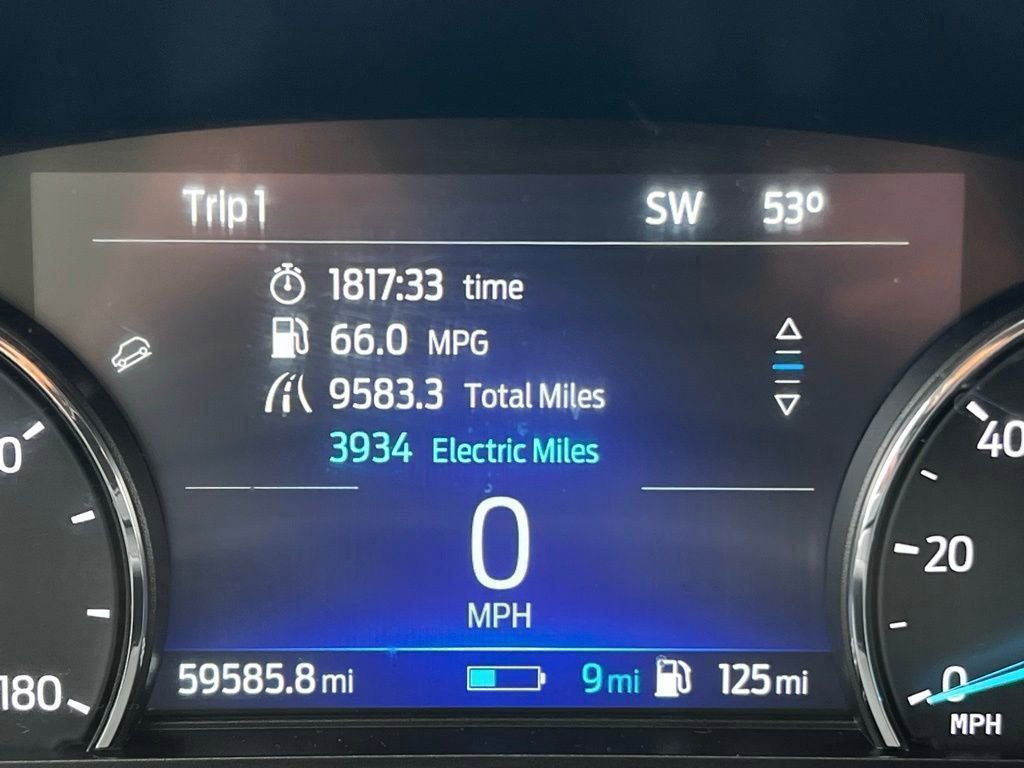 Trip 1 SW 53°
1817:33 time
66.0 MPG
9583.3 Total Miles
3934 Electric Miles
0
MPH
59585.8 mi 9 mi 125 mi
180
40
20
0
MPH